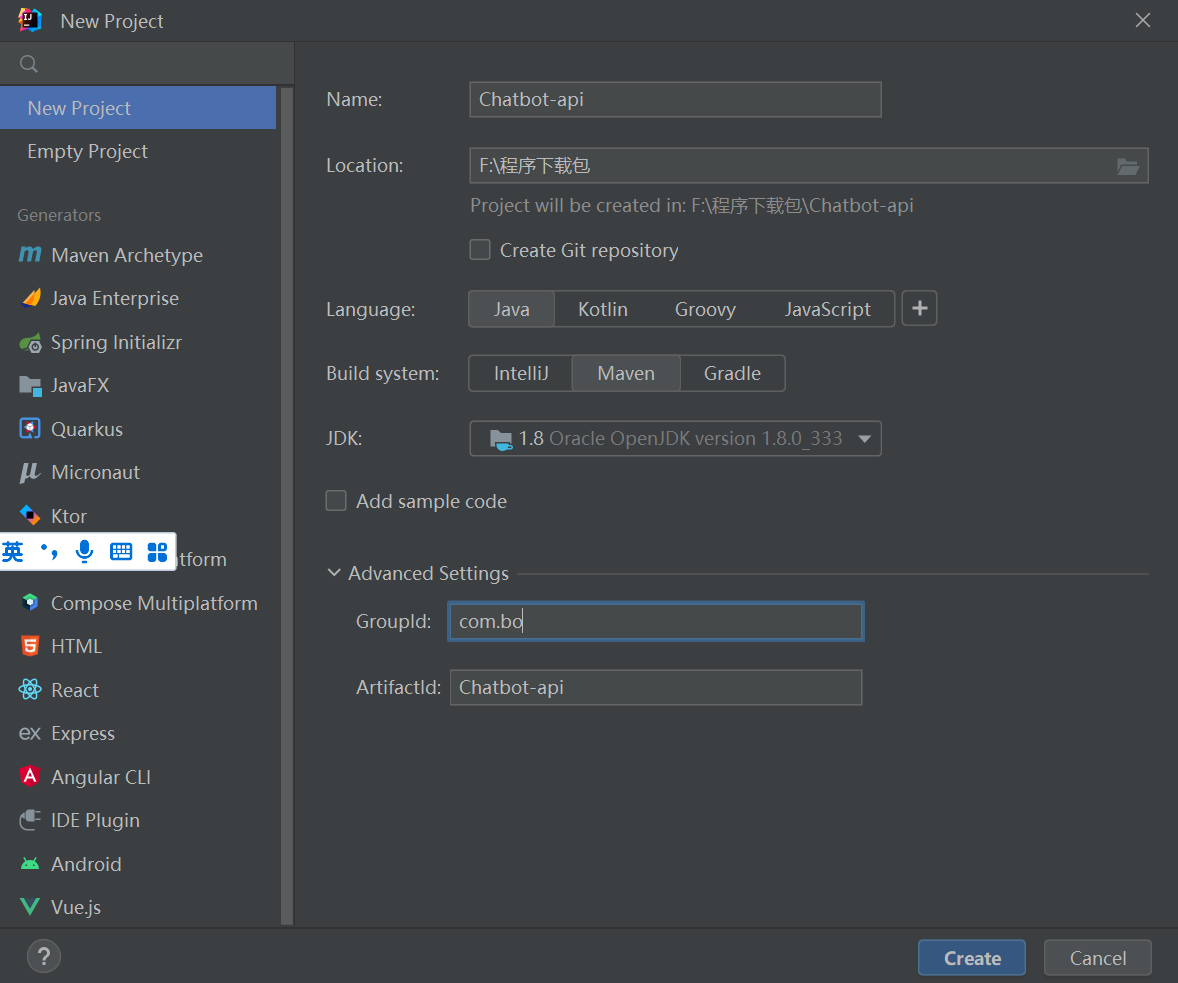 New Project
New Project
Empty Project
Generators
Maven Archetype
Java Enterprise
Spring Initializr
JavaFX
Quarkus
Micronaut
Ktor
英
tform
Compose Multiplatform
HTML
React
Express
Angular CLI
IDE Plugin
Android
Vue.js
Name: Chatbot-api
Location: F:\程序下载包
Project will be created in: F:\程序下载包\Chatbot-api
Create Git repository
Language: Java Kotlin Groovy JavaScript +
Build system: IntelliJ Maven Gradle
JDK: 1.8 Oracle OpenJDK version 1.8.0_333
Add sample code
Advanced Settings
GroupId: com.bo
ArtifactId: Chatbot-api
? Create Cancel